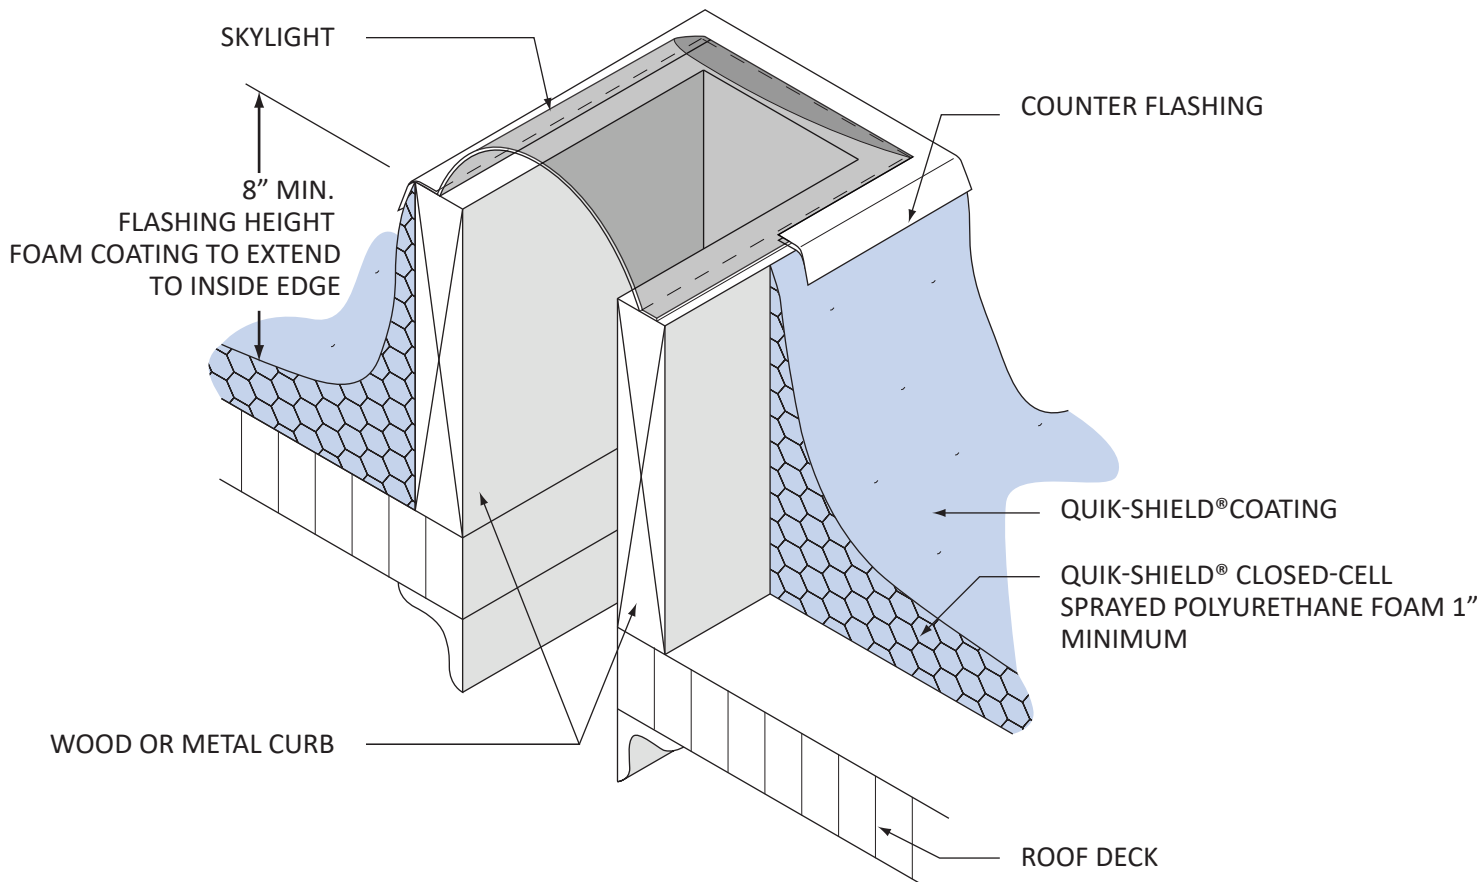 SKYLIGHT
COUNTER FLASHING
8” MIN.
FLASHING HEIGHT
FOAM COATING TO EXTEND
TO INSIDE EDGE
QUIK-SHIELD®COATING
QUIK-SHIELD® CLOSED-CELL
SPRAYED POLYURETHANE FOAM 1”
MINIMUM
WOOD OR METAL CURB
ROOF DECK